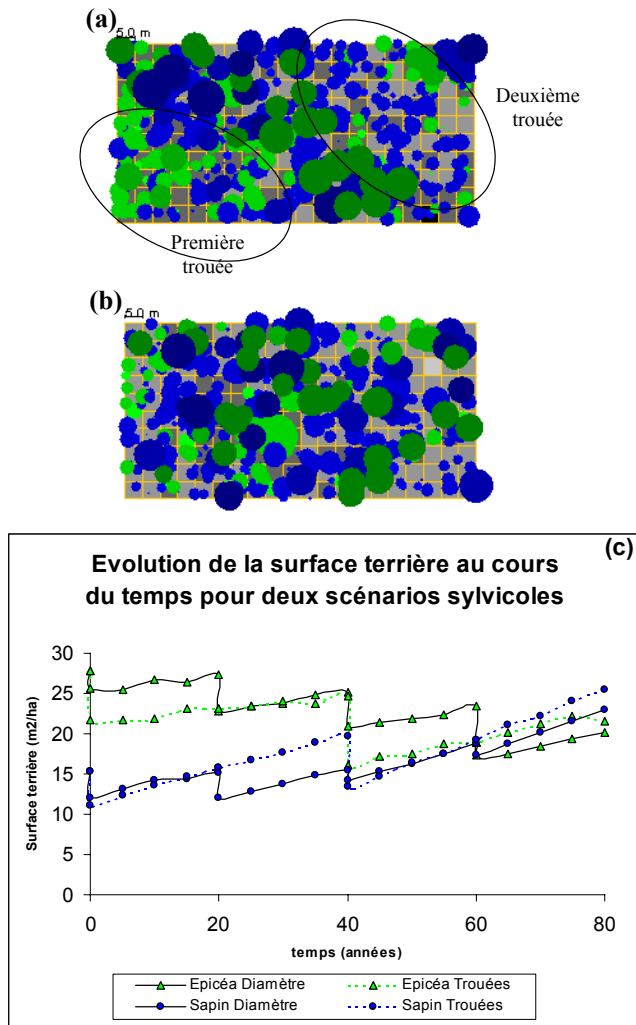 (a)
5.0 m
Deuxième
trouée
Première
trouée
(b)
5.0 m
(c)
Evolution de la surface terrière au cours
du temps pour deux scénarios sylvicoles
Surface terrière (m2/ha)
30
25
20
15
10
5
0
0 20 40 60 80
temps (années)
Epicéa Diamètre Epicéa Trouées
Sapin Diamètre Sapin Trouées